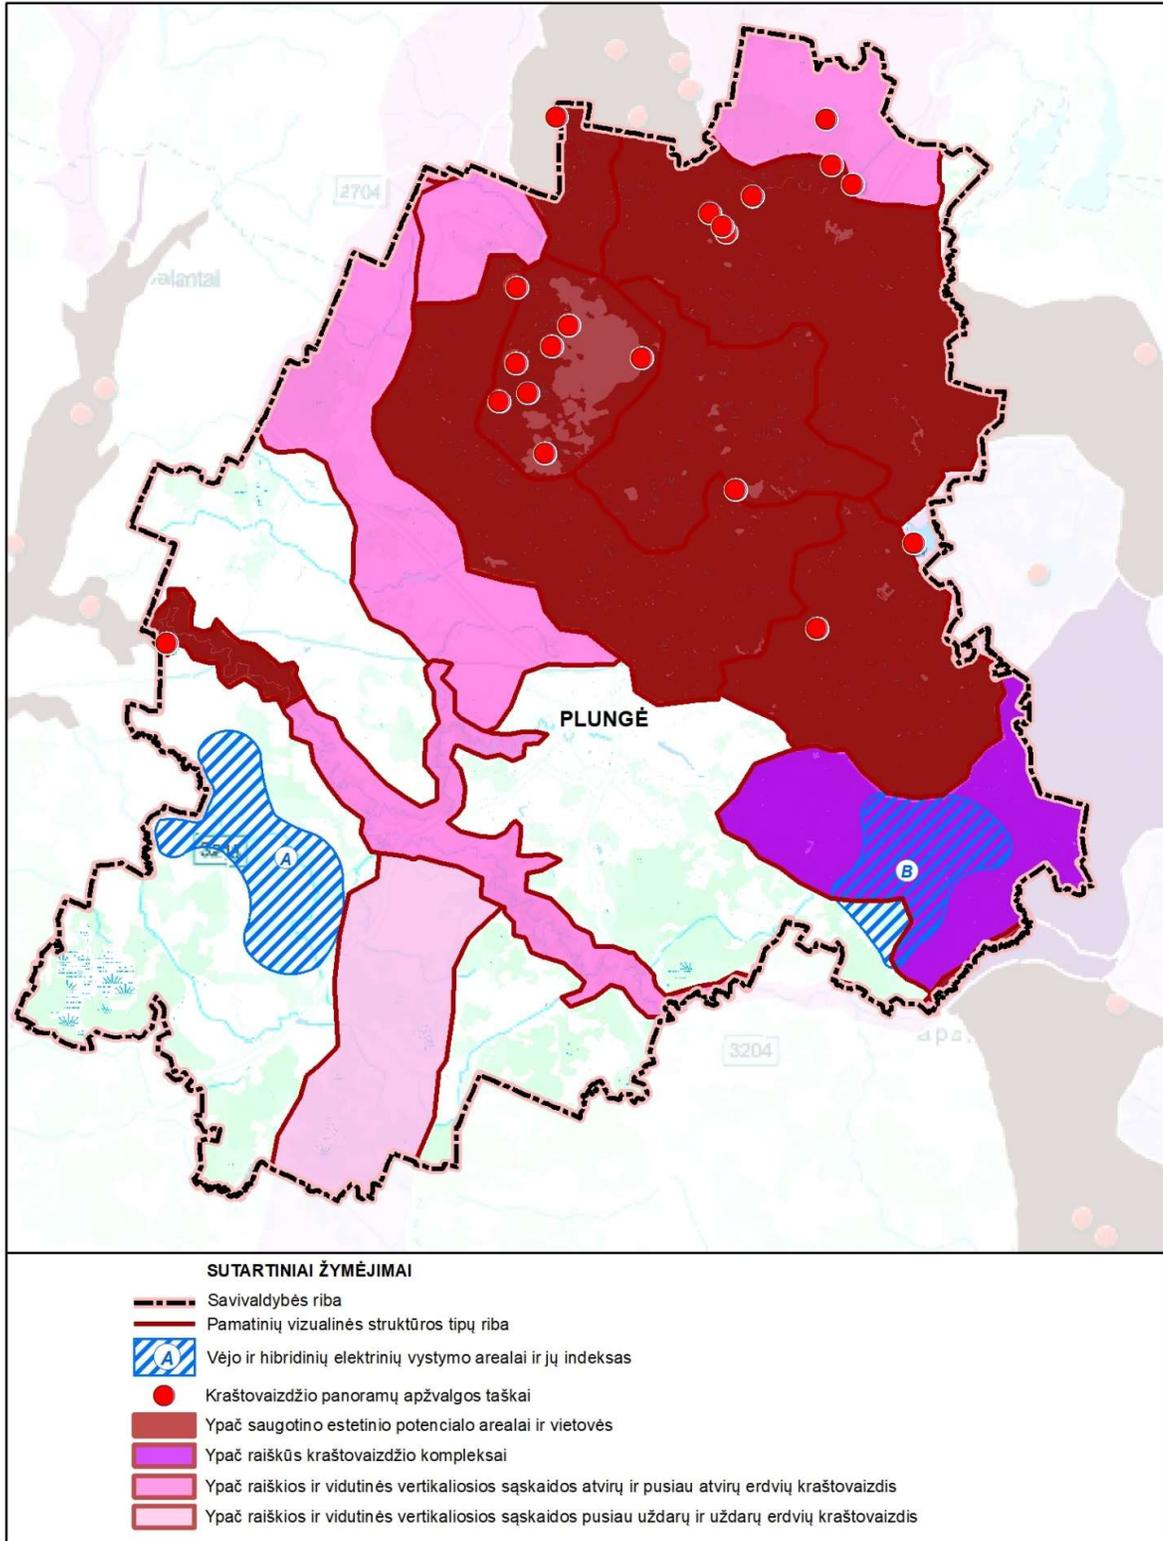 2704
alantai
PLUNGĖ
A
B
3204
SUTARTINIAI ŽYMĖJIMAI
Savivaldybės riba
Pamatinių vizualinės struktūros tipų riba
A
Vėjo ir hibridinių elektrinių vystymo arealai ir jų indeksas
Kraštovaizdžio panoramų apžvalgos taškai
Ypač saugotino estetinio potencialo arealai ir vietovės
Ypač raiškūs kraštovaizdžio kompleksai
Ypač raiškios ir vidutinės vertikaliosios sąskaidos atvirų ir pusiau atvirų erdvių kraštovaizdis
Ypač raiškios ir vidutinės vertikaliosios sąskaidos pusiau uždarų ir uždarų erdvių kraštovaizdis